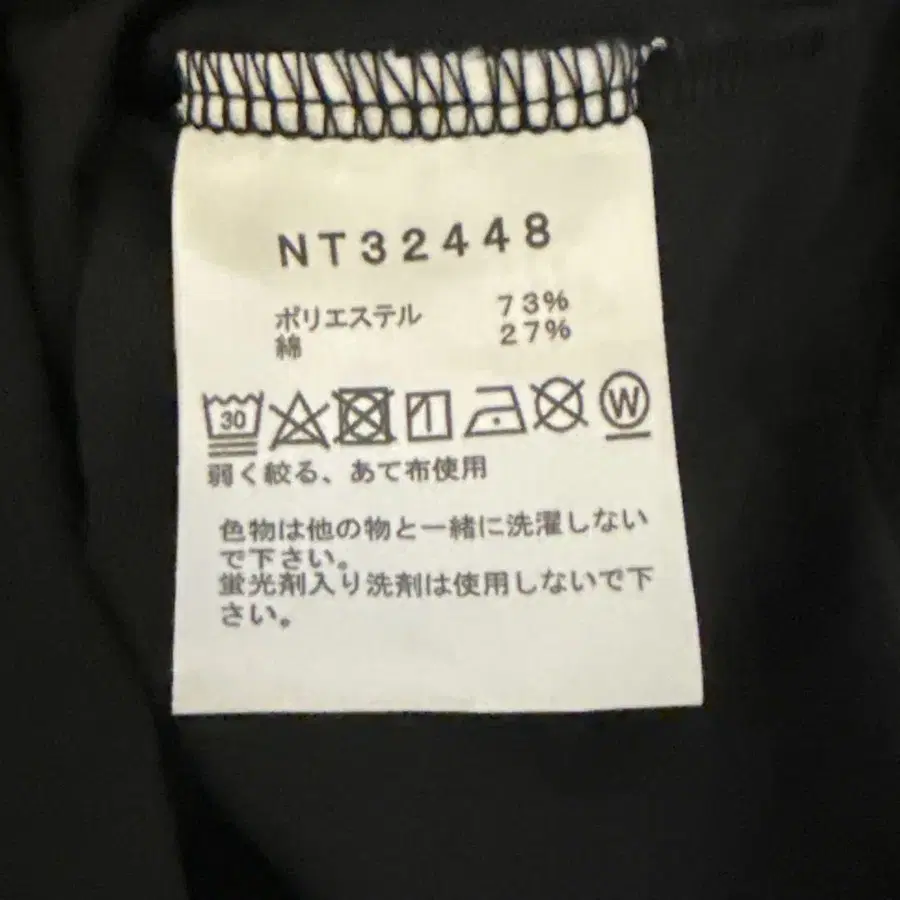 NT32448
ポリエステル 73%
綿 27%
30 W
弱く絞る、あて布使用
色物は他の物と一緒に洗濯しない
で下さい。
蛍光剤入り洗剤は使用しないで下
さい。